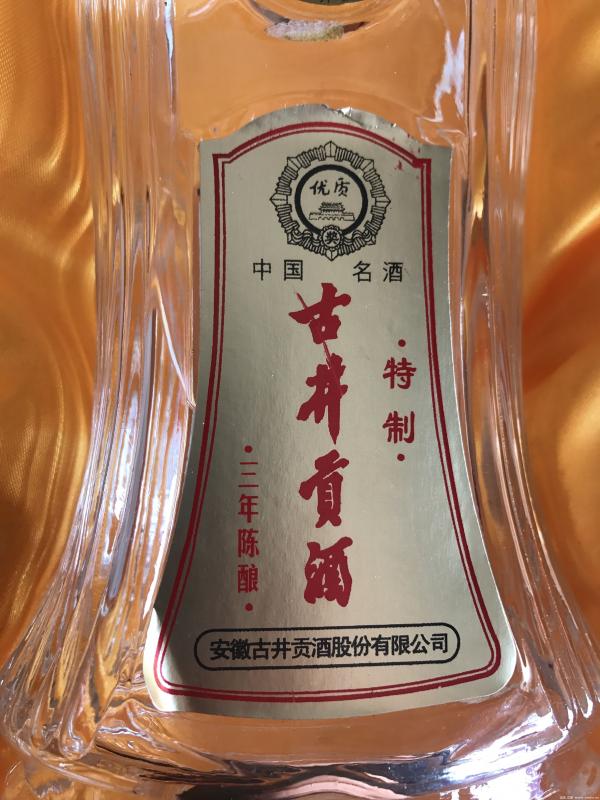 优质
奖
中国 名酒
·特制·
古井贡酒
·三年陈酿·
安徽古井贡酒股份有限公司